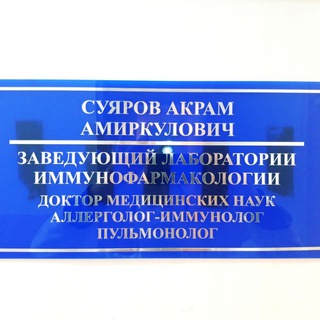 СУЯРОВ АКРАМ
АМИРКУЛОВИЧ
ЗАВЕДУЮЩИЙ ЛАБОРАТОРИИ
ИММУНОФАРМАКОЛОГИИ
ДОКТОР МЕДИЦИНСКИХ НАУК
АЛЛЕРГОЛОГ-ИММУНОЛОГ
ПУЛЬМОНОЛОГ